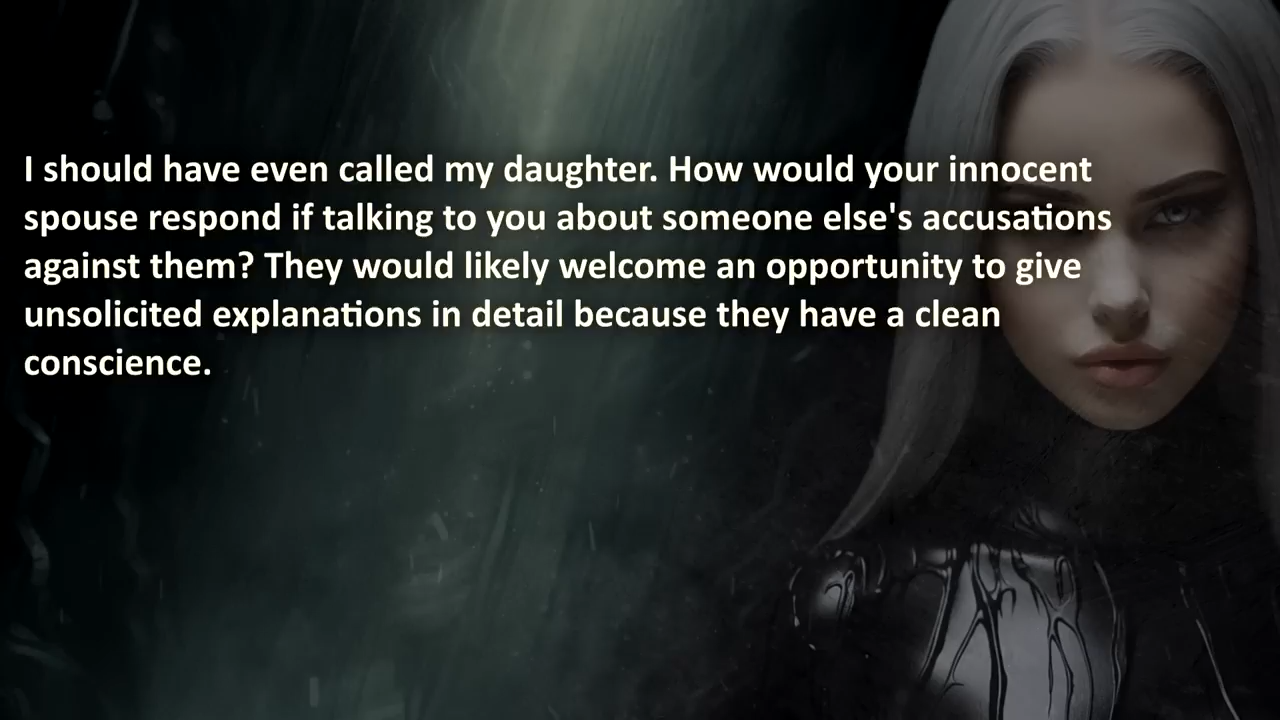 I should have even called my daughter. How would your innocent
spouse respond if talking to you about someone else's accusations
against them? They would likely welcome an opportunity to give
unsolicited explanations in detail because they have a clean
conscience.